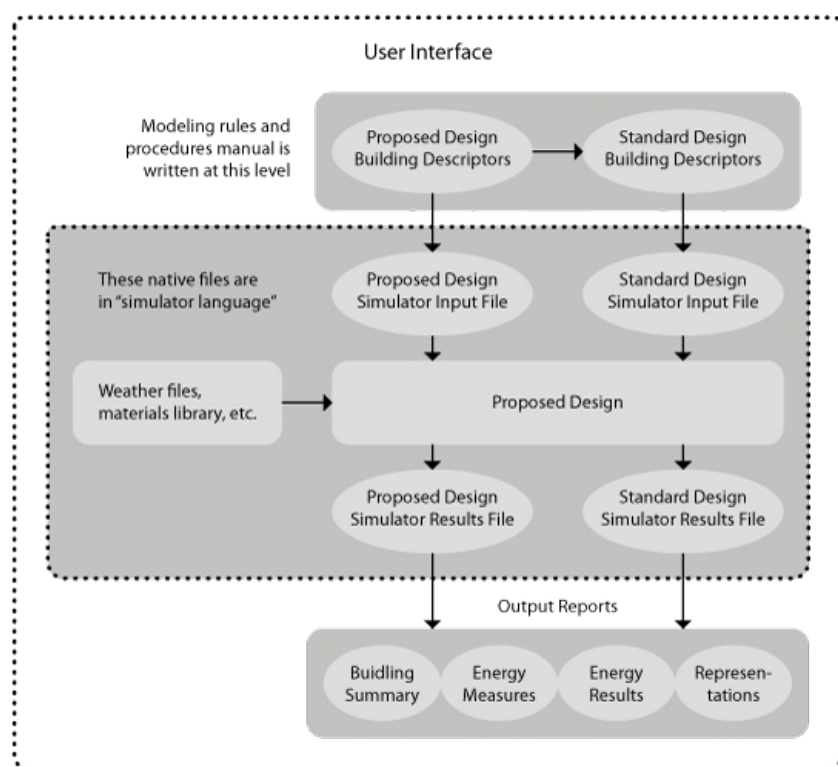 User Interface
Modeling rules and
procedures manual is
written at this level
Proposed Design
Building Descriptors
Standard Design
Building Descriptors
These native files are
in “simulator language”
Proposed Design
Simulator Input File
Standard Design
Simulator Input File
Weather files,
materials library, etc.
Proposed Design
Proposed Design
Simulator Results File
Standard Design
Simulator Results File
Output Reports
Buidling
Summary
Energy
Measures
Energy
Results
Represen-
tations